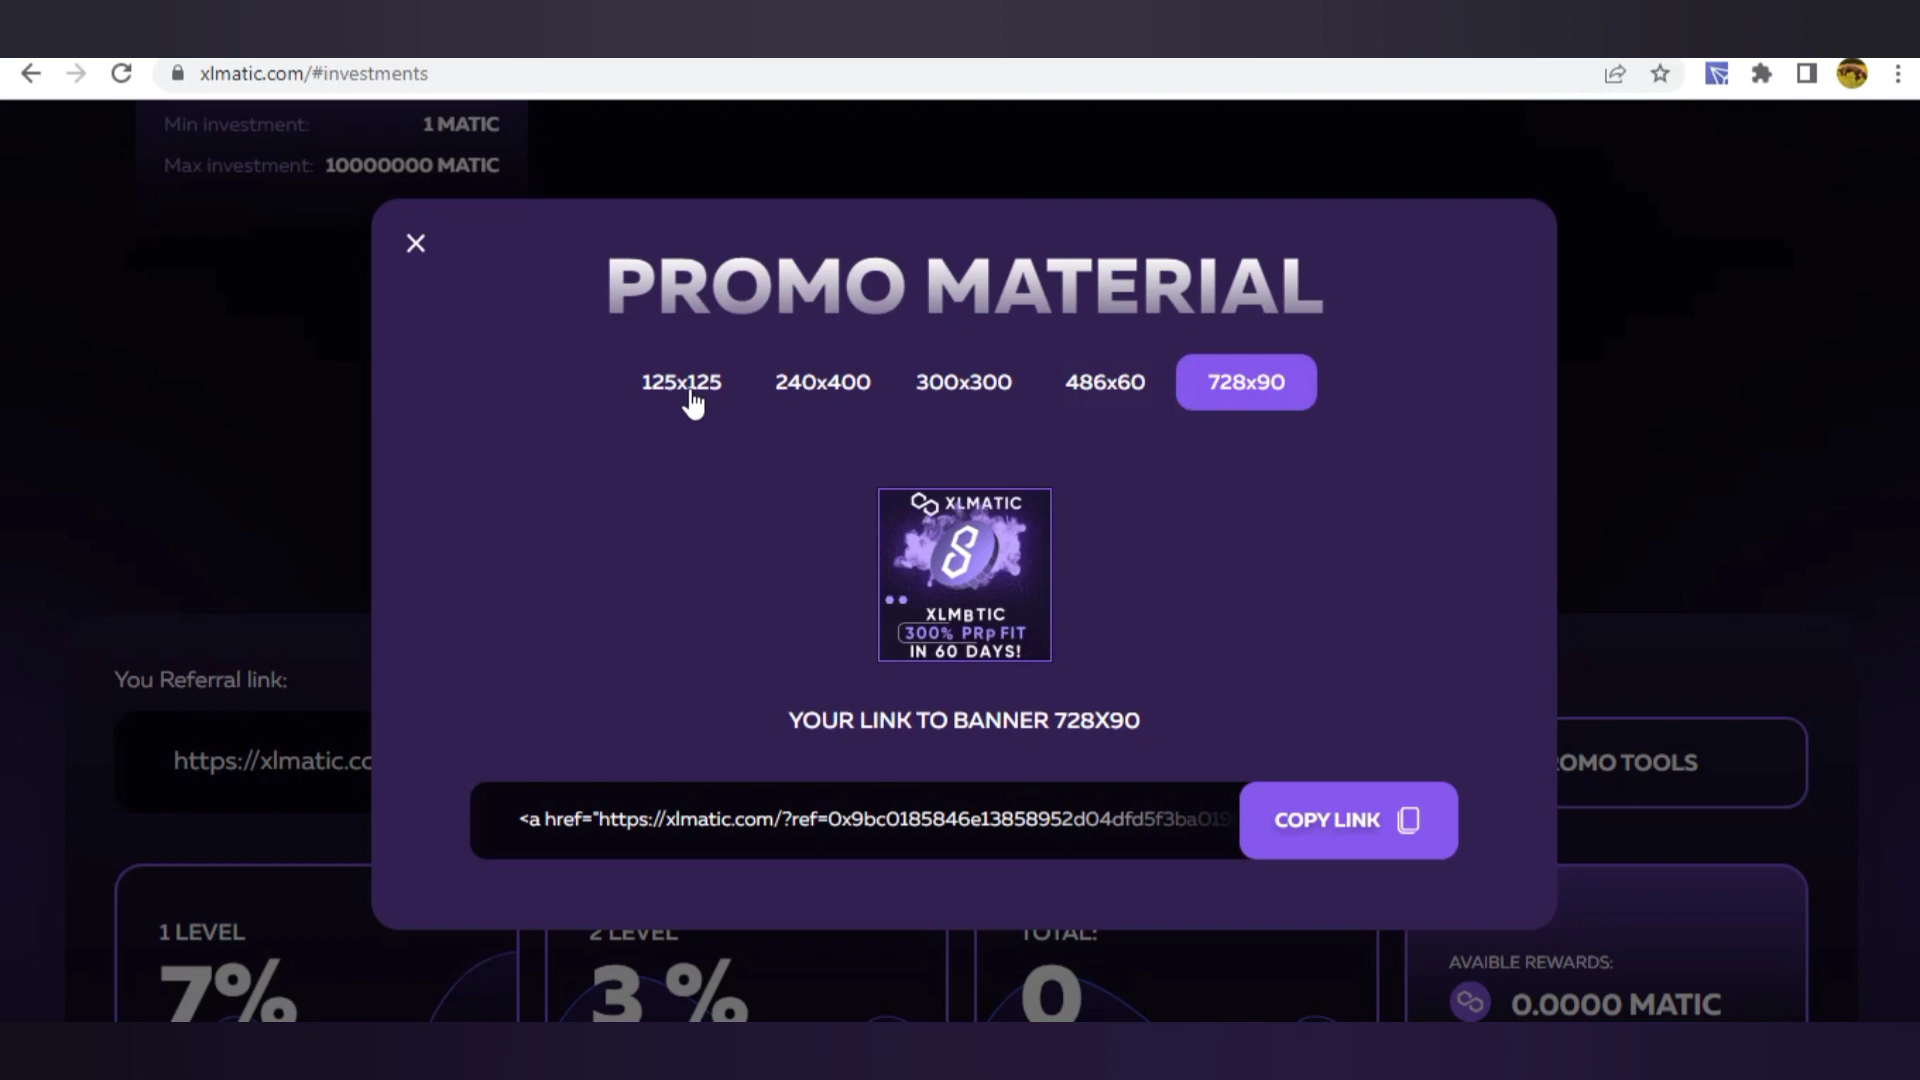 xlmatic.com/#investments
Min investment: 1 MATIC
Max investment: 10000000 MATIC
PROMO MATERIAL
125x125 240x400 300x300 486x60 728x90
XLMATIC
XLMBTIC
300% PRpFIT
IN 60 DAYS!
You Referral link:
YOUR LINK TO BANNER 728X90
https://xlmatic.cc
OMO TOOLS
<a href="https://xlmatic.com/?ref=0x9bc0185846e13858952d04dfd5f3ba019
COPY LINK
1 LEVEL
2 LEVEL
TOTAL:
7%
3 %
0
AVAIBLE REWARDS:
0.0000 MATIC